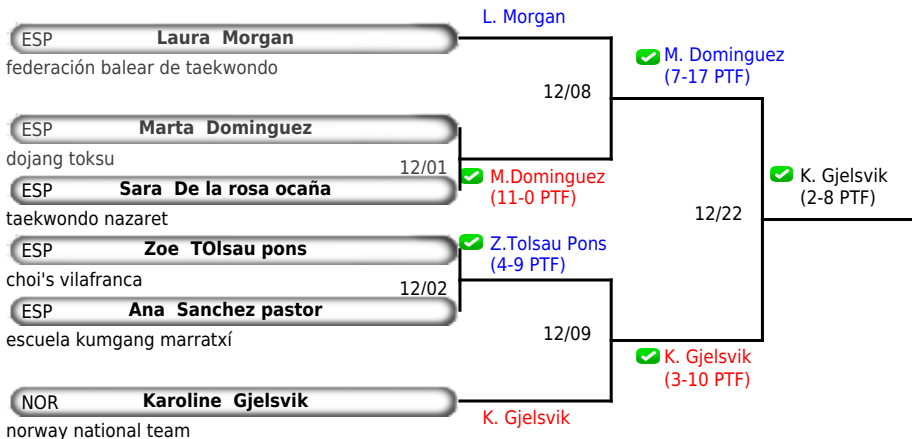 L. Morgan
ESP Laura Morgan
federación balear de taekwondo
M. Dominguez
(7-17 PTF)
12/08
ESP Marta Dominguez
dojang toksu
12/01
M.Dominguez
(11-0 PTF)
ESP Sara De la rosa ocaña
taekwondo nazaret
K. Gjelsvik
(2-8 PTF)
12/22
ESP Zoe TOlsau pons
choi's vilafranca
Z.Tolsau Pons
(4-9 PTF)
12/02
ESP Ana Sanchez pastor
escuela kumgang marratxí
12/09
K. Gjelsvik
(3-10 PTF)
NOR Karoline Gjelsvik
norway national team
K. Gjelsvik